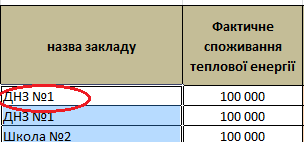 назва закладу
Фактичне
споживання
теплової енергії
ДНЗ №1 100 000
ДНЗ №1 100 000
Школа №2 100 000